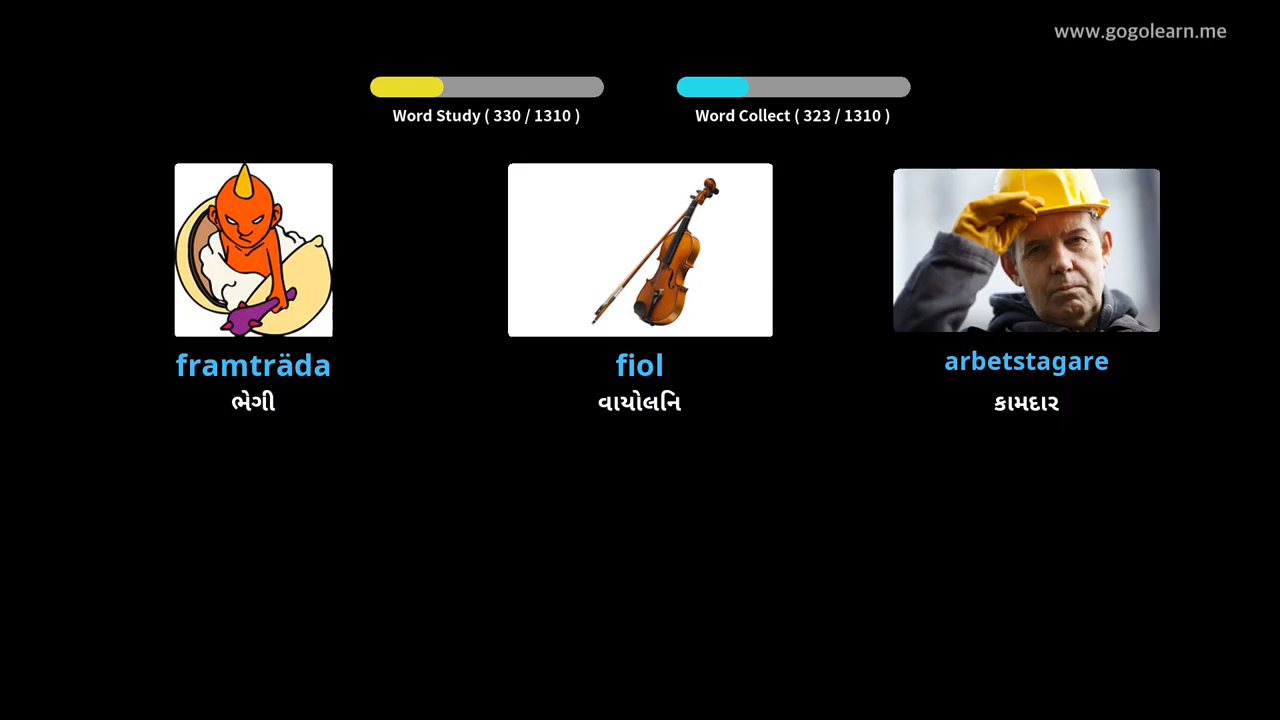 www.gogolearn.me
Word Study ( 330 / 1310 )
Word Collect ( 323 / 1310 )
framträda
fiol
arbetstagare
ભેગી
વાયોલનિ
કામદાર